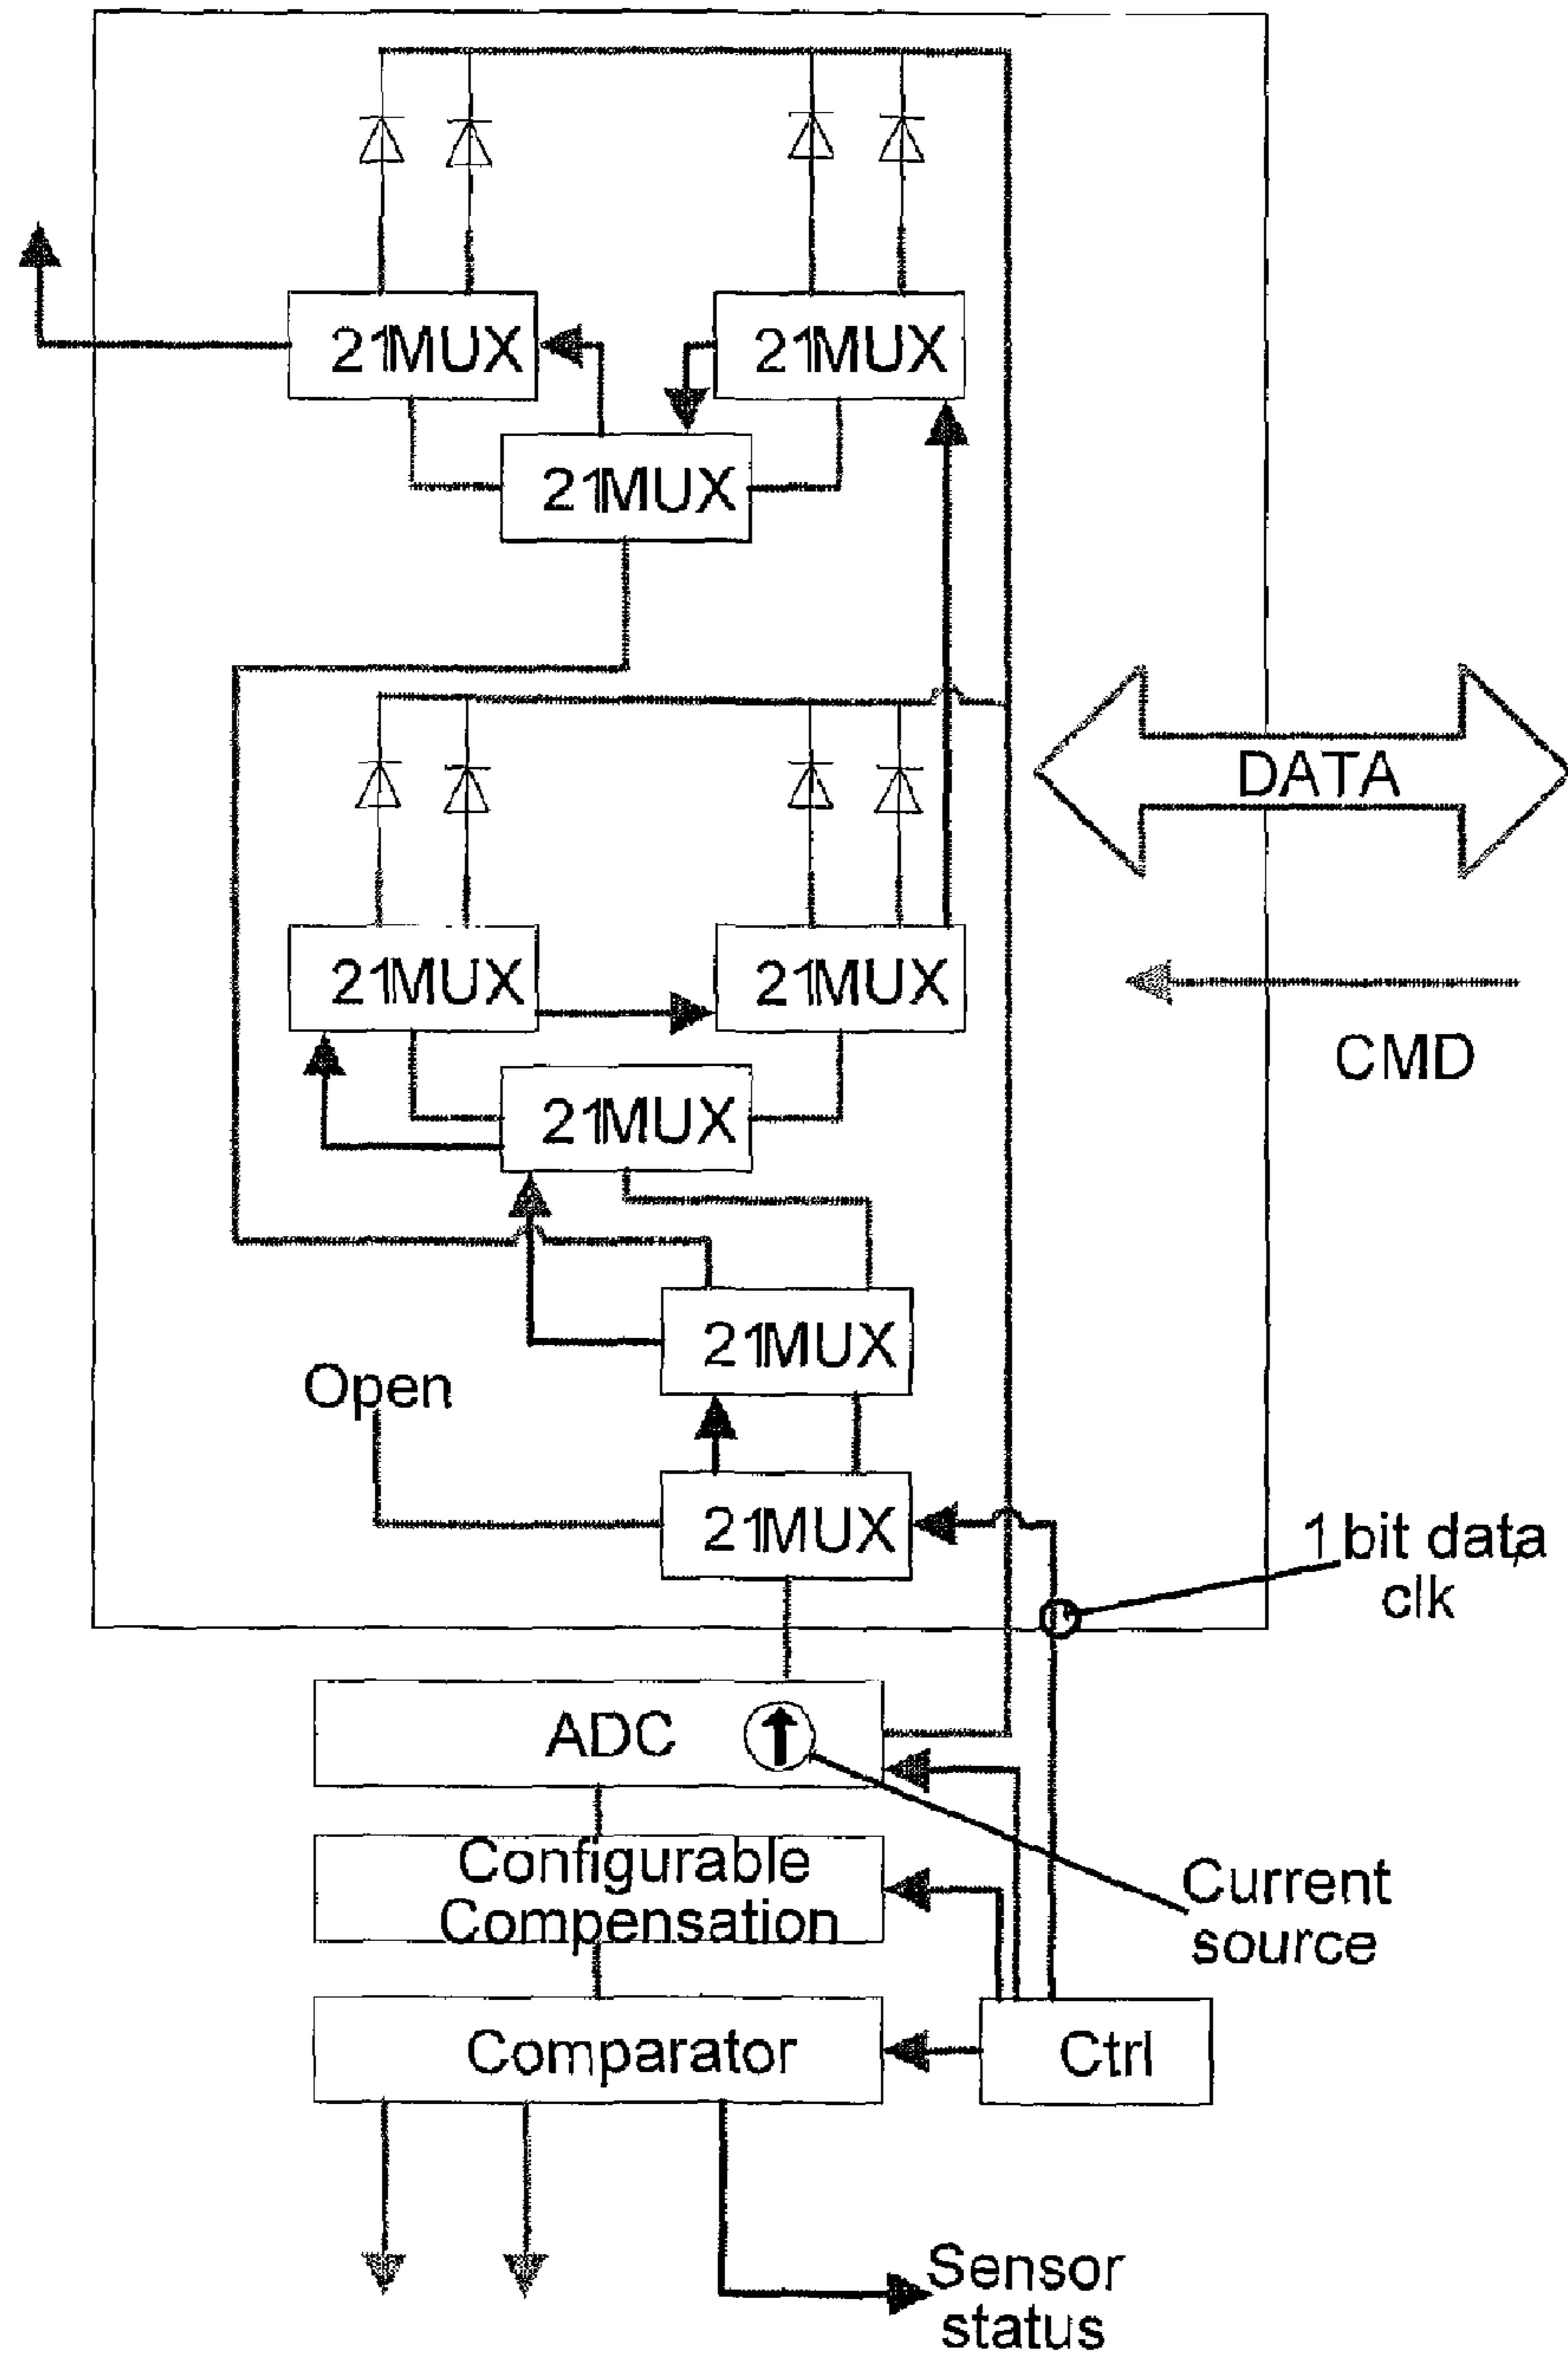 21MUX
21MUX
21MUX
DATA
21MUX
21MUX
CMD
21MUX
21MUX
Open
21MUX
1 bit data
clk
ADC
Configurable
Compensation
Current
source
Comparator
Ctrl
Sensor
status